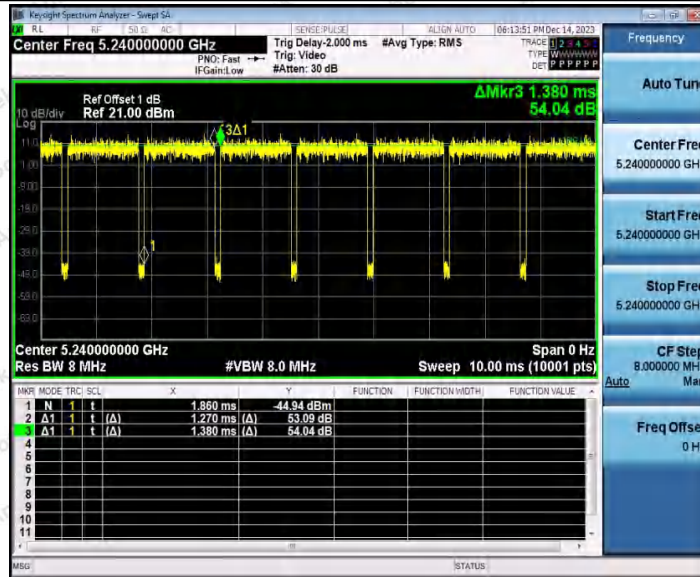 Keysight Spectrum Analyzer - Swept SA
RL RF 50 Ω AC SENSE:PULSE ALIGN AUTO 06:13:51 PM Dec 14, 2023
Center Freq 5.240000000 GHz
PNO: Fast
IFGain:Low
Trig Delay-2.000 ms
Trig: Video
#Atten: 30 dB
#Avg Type: RMS
TRACE 1 2 3 4 5 6
TYPE WWWWWW
DET P P P P P P
Frequency
Auto Tune
Center Freq
5.240000000 GHz
Start Freq
5.240000000 GHz
Stop Freq
5.240000000 GHz
CF Step
8.000000 MHz
Auto Man
Freq Offset
0 Hz
Ref Offset 1 dB
10 dB/div Ref 21.00 dBm
Log
ΔMkr3 1.380 ms
54.04 dB
3Δ1
1
11.0
1.00
-9.00
-19.0
-29.0
-39.0
-49.0
-59.0
-69.0
Center 5.240000000 GHz Span 0 Hz
Res BW 8 MHz #VBW 8.0 MHz Sweep 10.00 ms (10001 pts)
MKR MODE TRC SCL X Y FUNCTION FUNCTION WIDTH FUNCTION VALUE
1 N 1 t 1.860 ms -44.94 dBm
2 Δ1 1 t (Δ) 1.270 ms (Δ) 53.09 dB
3 Δ1 1 t (Δ) 1.380 ms (Δ) 54.04 dB
4
5
6
7
8
9
10
11
MSG STATUS